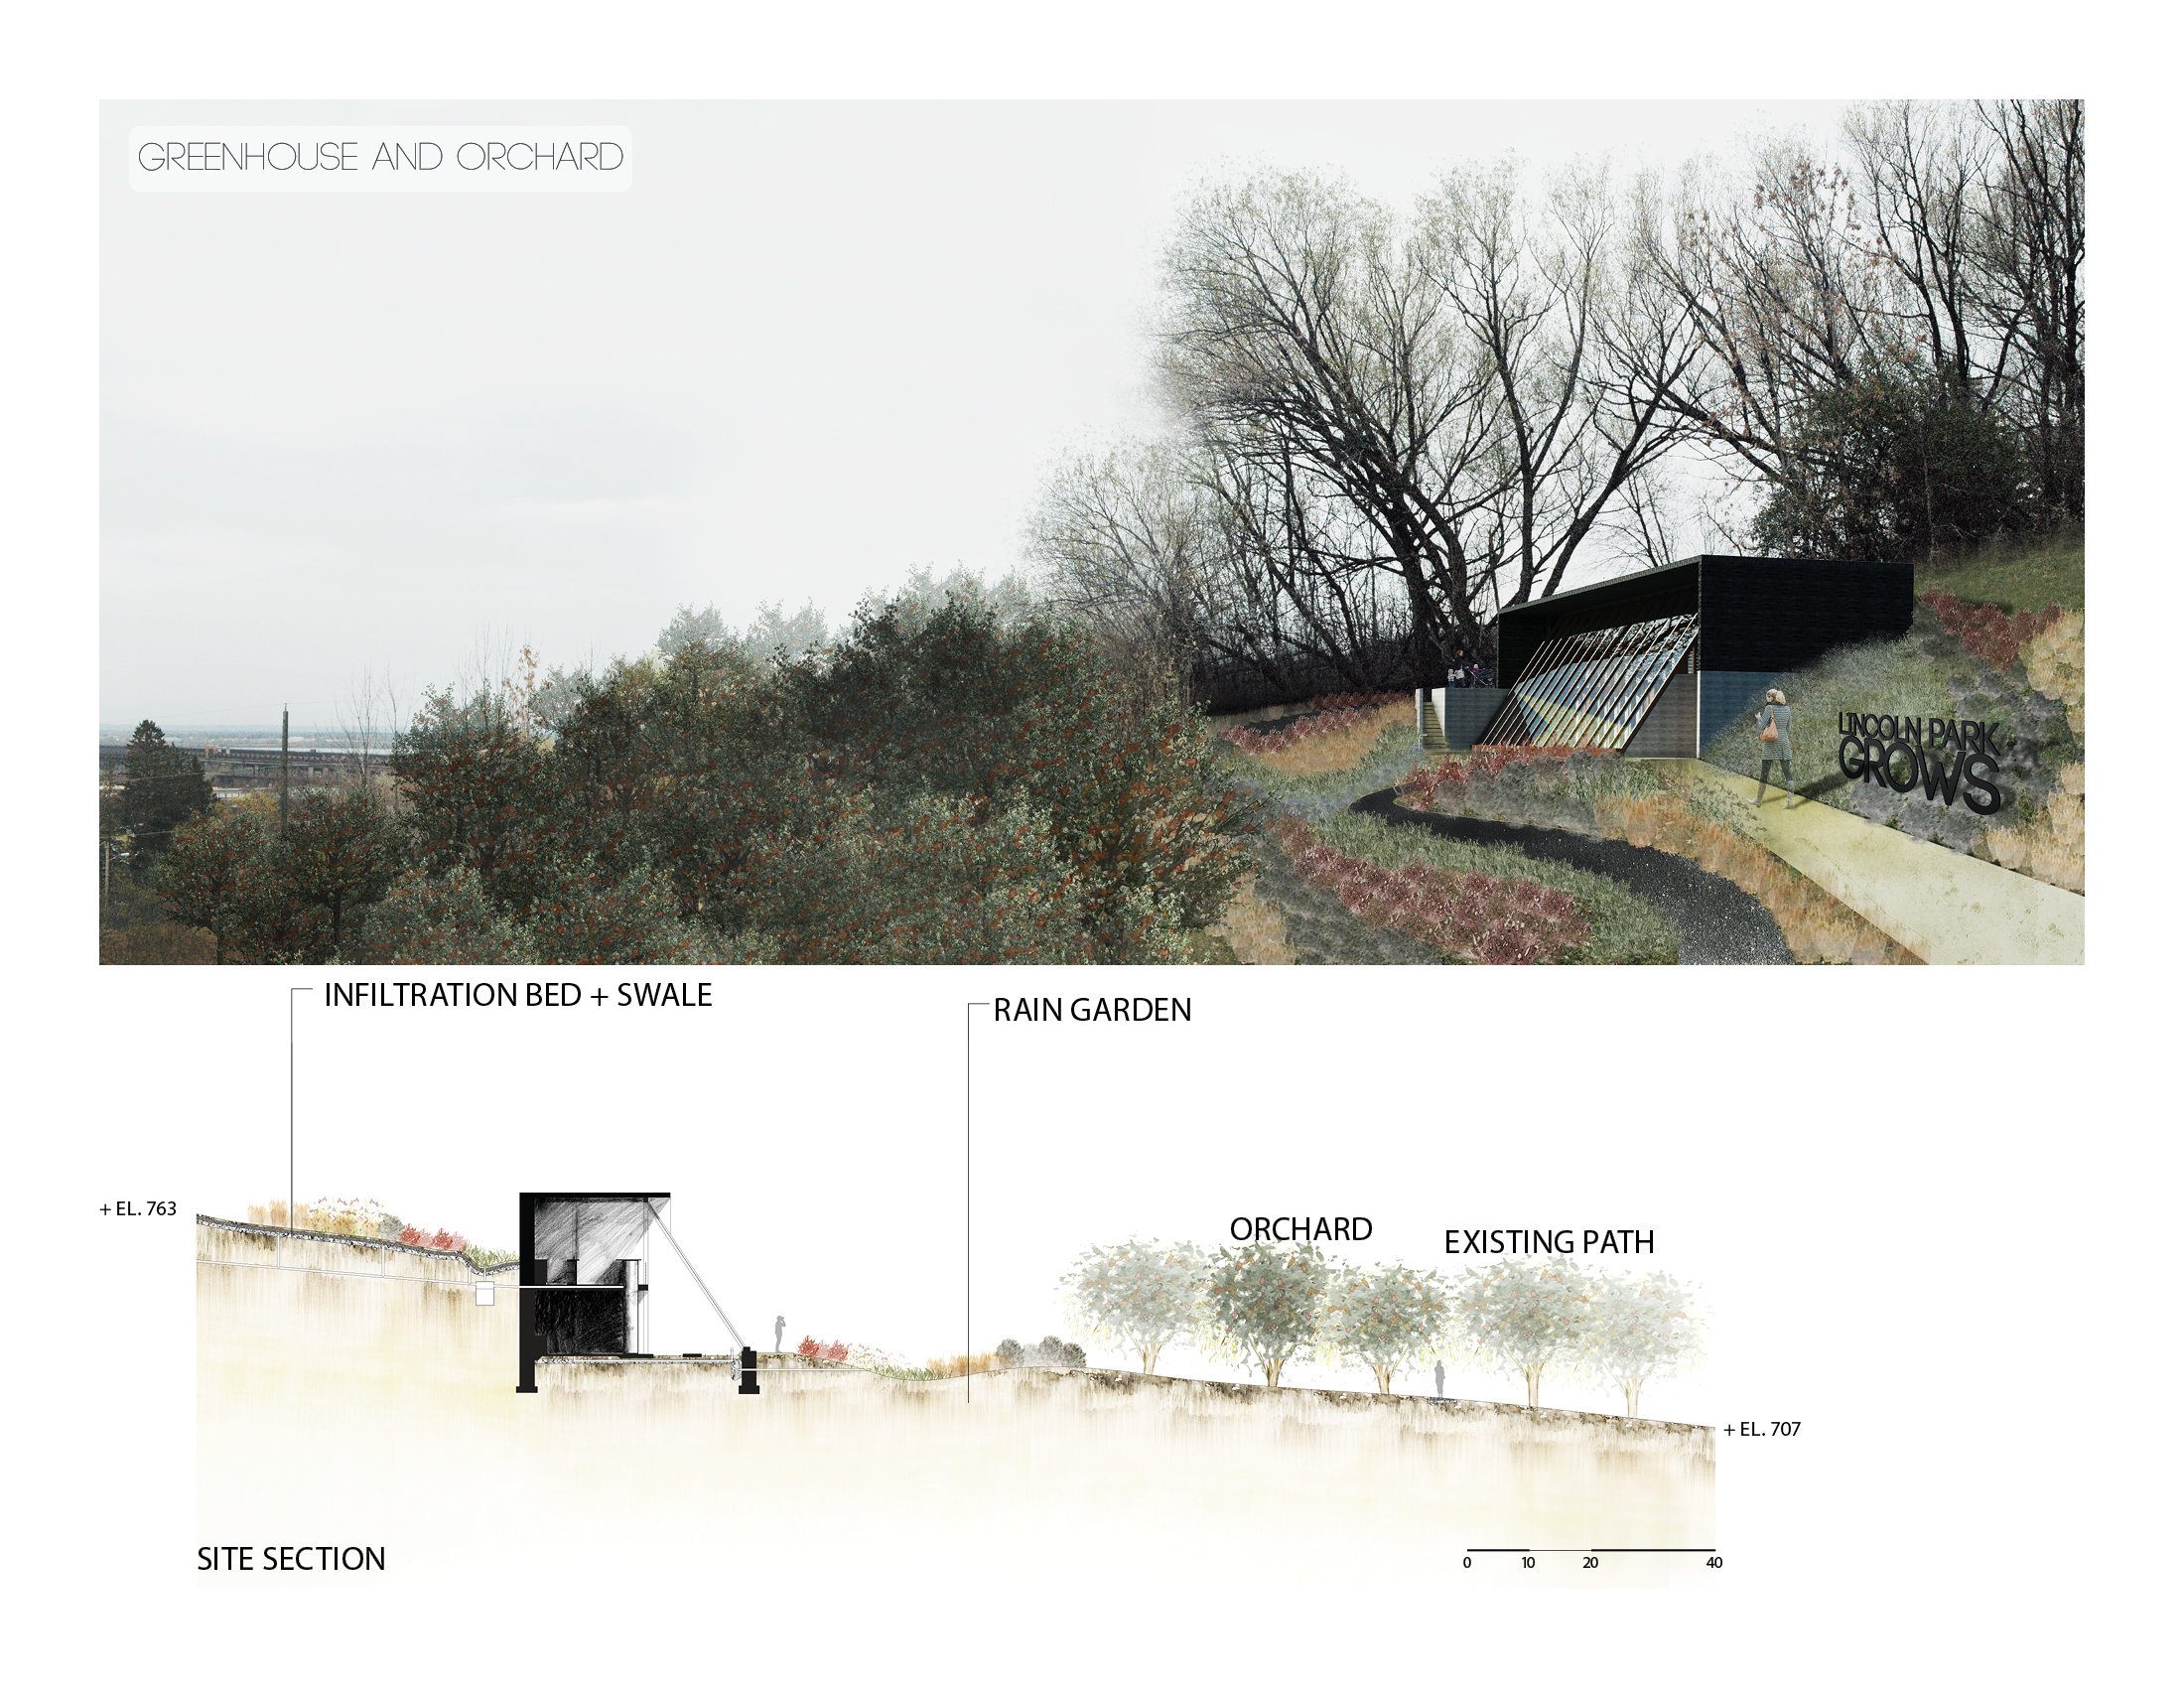 GREENHOUSE AND ORCHARD
LINCOLN PARK
GROWS
INFILTRATION BED + SWALE
RAIN GARDEN
+ EL. 763
ORCHARD
EXISTING PATH
+ EL. 707
SITE SECTION
0 10 20 40